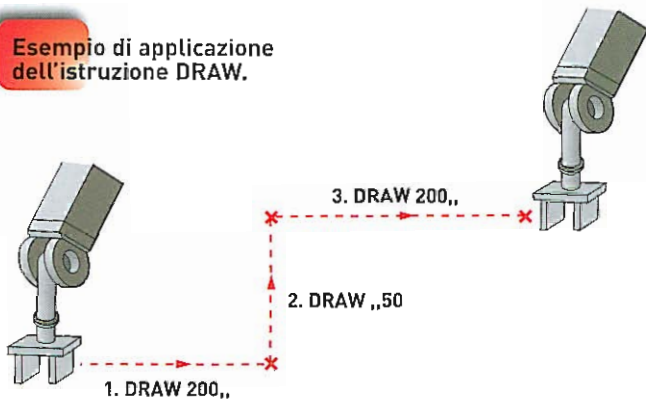 Esempio di applicazione
dell'istruzione DRAW.
3. DRAW 200,,
2. DRAW ,,50
1. DRAW 200,,